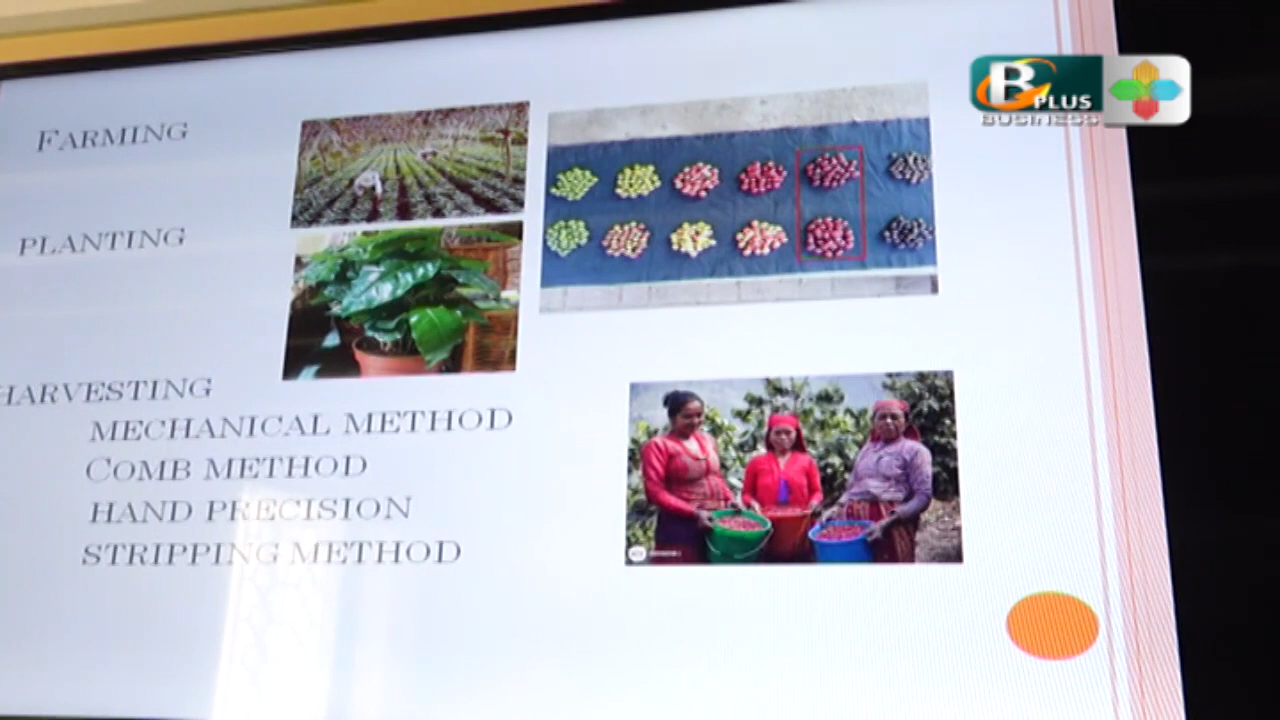 FARMING
PLANTING
HARVESTING
MECHANICAL METHOD
COMB METHOD
HAND PRECISION
STRIPPING METHOD
B PLUS
BUSINESS